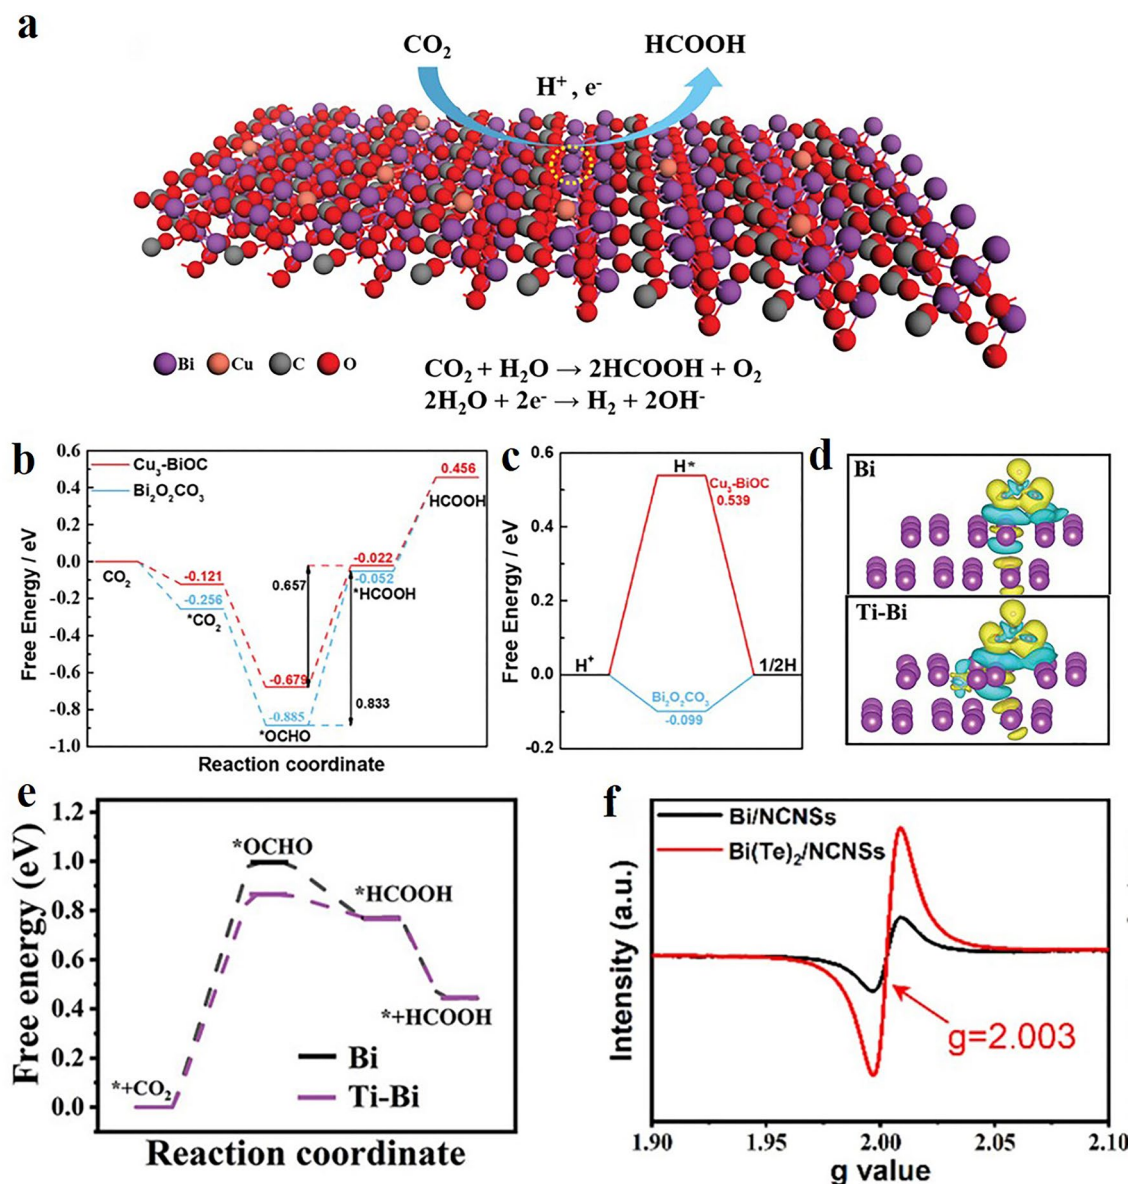 a
CO₂ HCOOH
H⁺ , e⁻
Bi Cu C O
CO₂ + H₂O → 2HCOOH + O₂
2H₂O + 2e⁻ → H₂ + 2OH⁻
b
Free Energy / eV
0.6
0.4
0.2
0.0
-0.2
-0.4
-0.6
-0.8
-1.0
Cu₃-BiOC
Bi₂O₂CO₃
CO₂
-0.121
-0.256
*CO₂
-0.679
-0.885
*OCHO
0.657
0.833
-0.022
-0.052
*HCOOH
0.456
HCOOH
Reaction coordinate
c
Free Energy / eV
0.6
0.4
0.2
0.0
-0.2
H⁺
H*
Cu₃-BiOC
0.539
Bi₂O₂CO₃
-0.099
1/2H
d
Bi
Ti-Bi
e
Free energy (eV)
1.2
1.0
0.8
0.6
0.4
0.2
0.0
*+CO₂
*OCHO
*HCOOH
*+HCOOH
Bi
Ti-Bi
Reaction coordinate
f
Intensity (a.u.)
Bi/NCNSs
Bi(Te)₂/NCNSs
g=2.003
1.90 1.95 2.00 2.05 2.10
g value